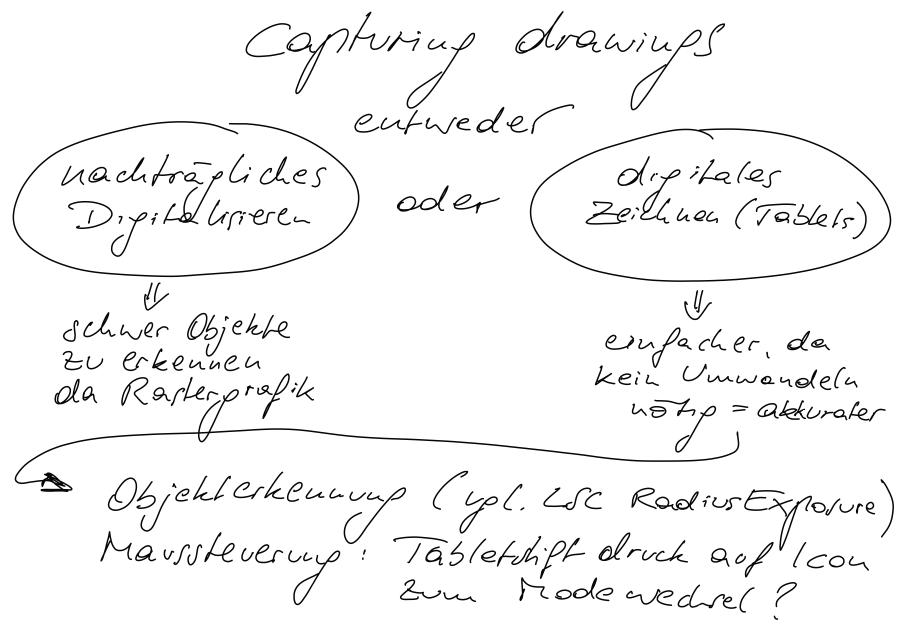 Capturing drawings
entweder
nachträgliches
Digitalisieren
oder
digitales
Zeichnen (Tablets)
schwer Objekte
zu erkennen
da Rastergrafik
einfacher, da
kein Umwandeln
nötig = akkurater
Objekterkennung (vgl. LSC RadiusExposure)
Maussteuerung: Tabletstift druck auf Icon
zum Modewechsel?